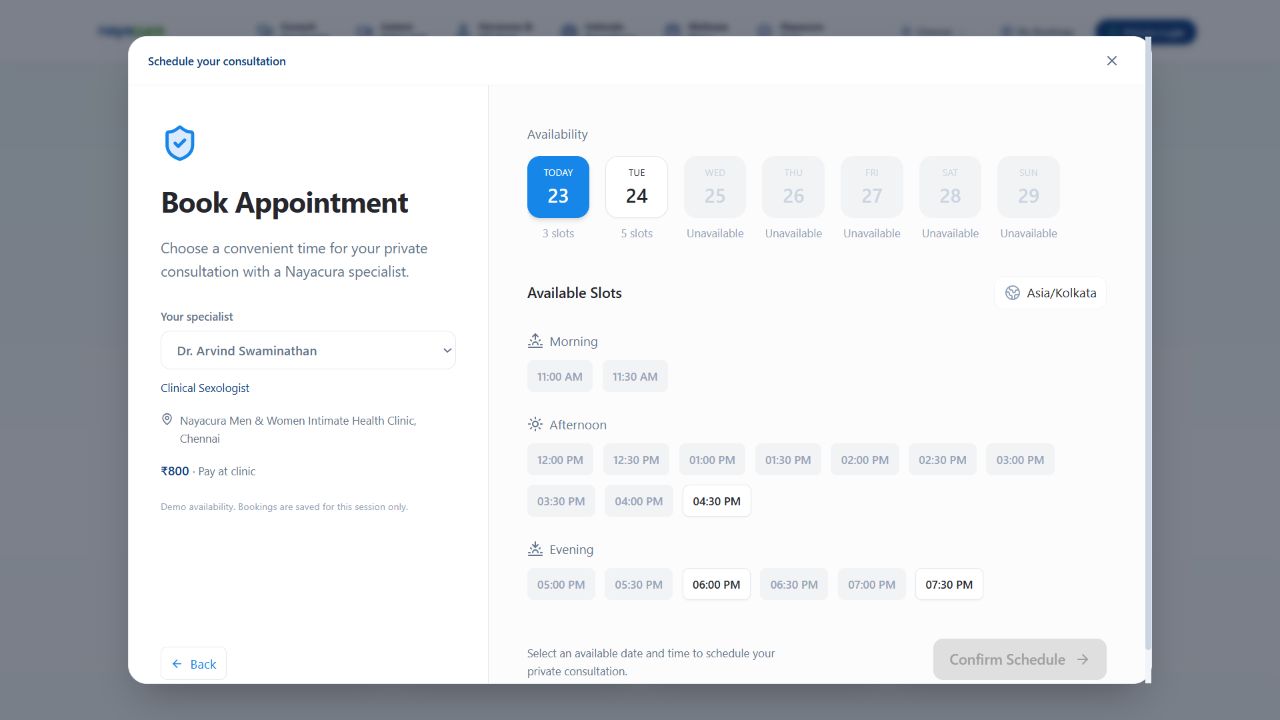 Schedule your consultation
Book Appointment
Choose a convenient time for your private
consultation with a Nayacura specialist.
Your specialist
Dr. Arvind Swaminathan
Clinical Sexologist
Nayacura Men & Women Intimate Health Clinic,
Chennai
₹800 · Pay at clinic
Demo availability. Bookings are saved for this session only.
Back
Availability
TODAY TUE WED THU FRI SAT SUN
23 24 25 26 27 28 29
3 slots 5 slots Unavailable Unavailable Unavailable Unavailable Unavailable
Available Slots Asia/Kolkata
Morning
11:00 AM 11:30 AM
Afternoon
12:00 PM 12:30 PM 01:00 PM 01:30 PM 02:00 PM 02:30 PM 03:00 PM
03:30 PM 04:00 PM 04:30 PM
Evening
05:00 PM 05:30 PM 06:00 PM 06:30 PM 07:00 PM 07:30 PM
Select an available date and time to schedule your
private consultation.
Confirm Schedule